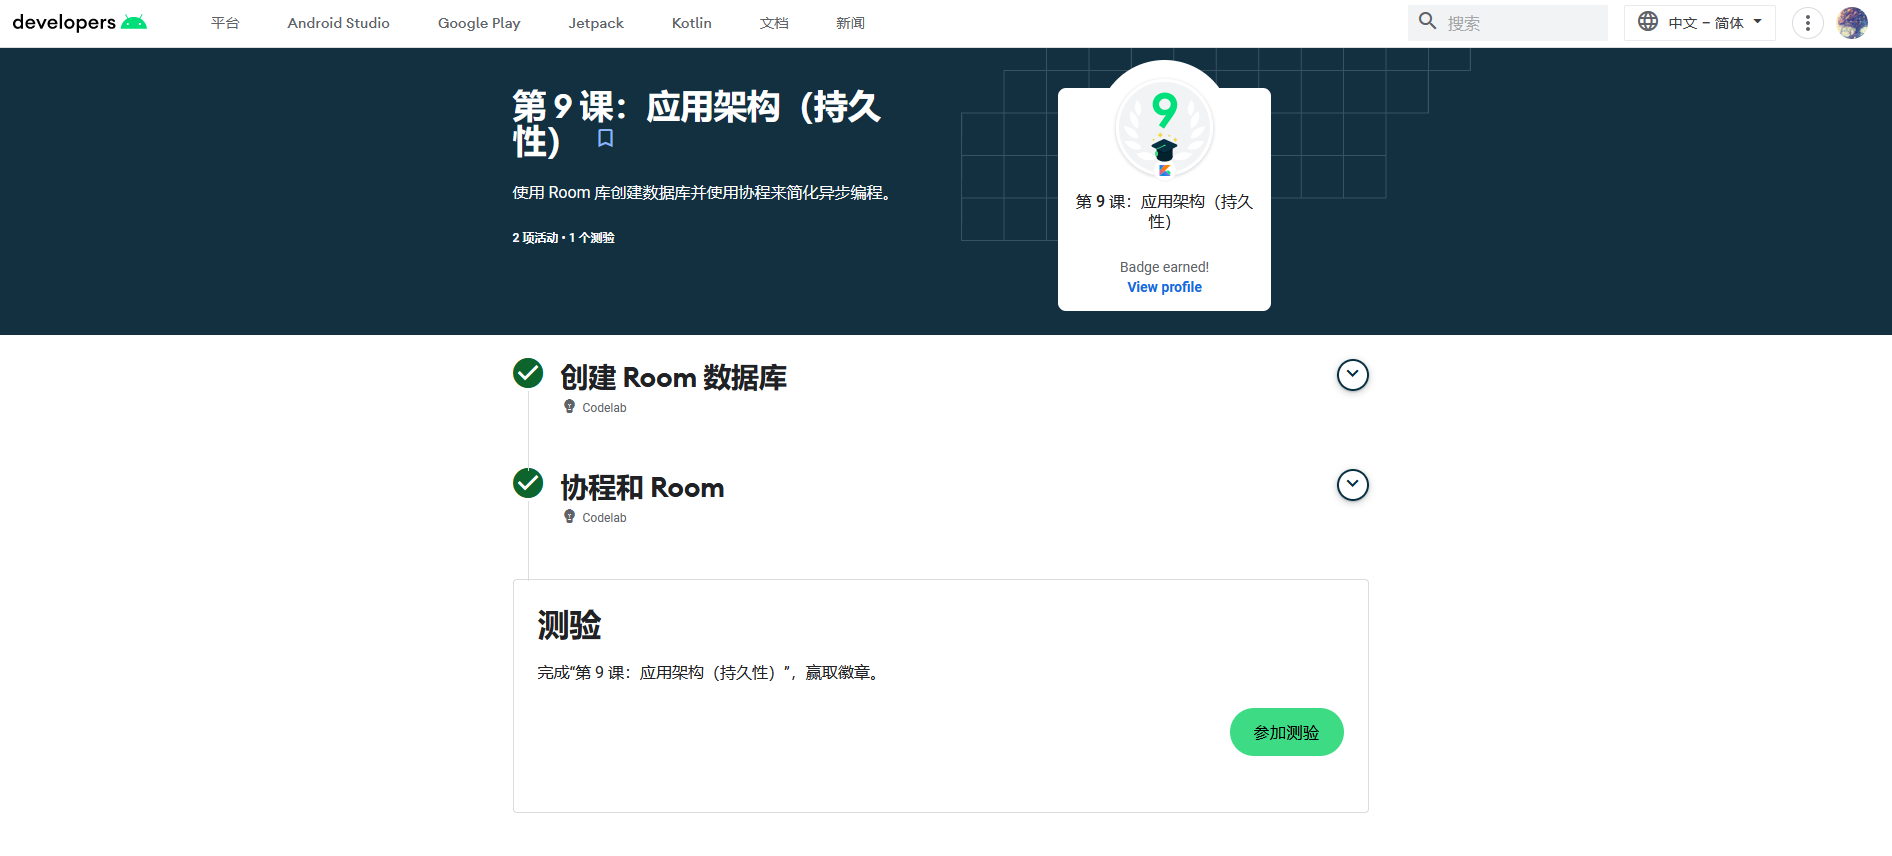 developers 平台 Android Studio Google Play Jetpack Kotlin 文档 新闻 搜索 中文 – 简体
第 9 课：应用架构（持久
性）
使用 Room 库创建数据库并使用协程来简化异步编程。
2 项活动 • 1 个测验
9
第 9 课：应用架构（持久
性）
Badge earned!
View profile
创建 Room 数据库
Codelab
协程和 Room
Codelab
测验
完成“第 9 课：应用架构（持久性）”，赢取徽章。
参加测验